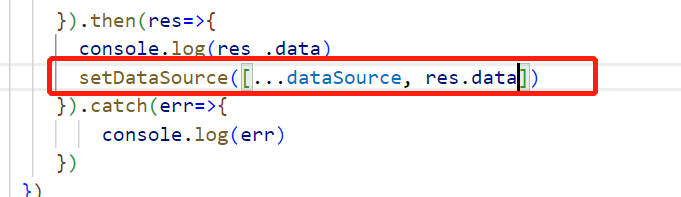 }).then(res=>{
console.log(res .data)
setDataSource([...dataSource, res.data])
}).catch(err=>{
console.log(err)
})
})